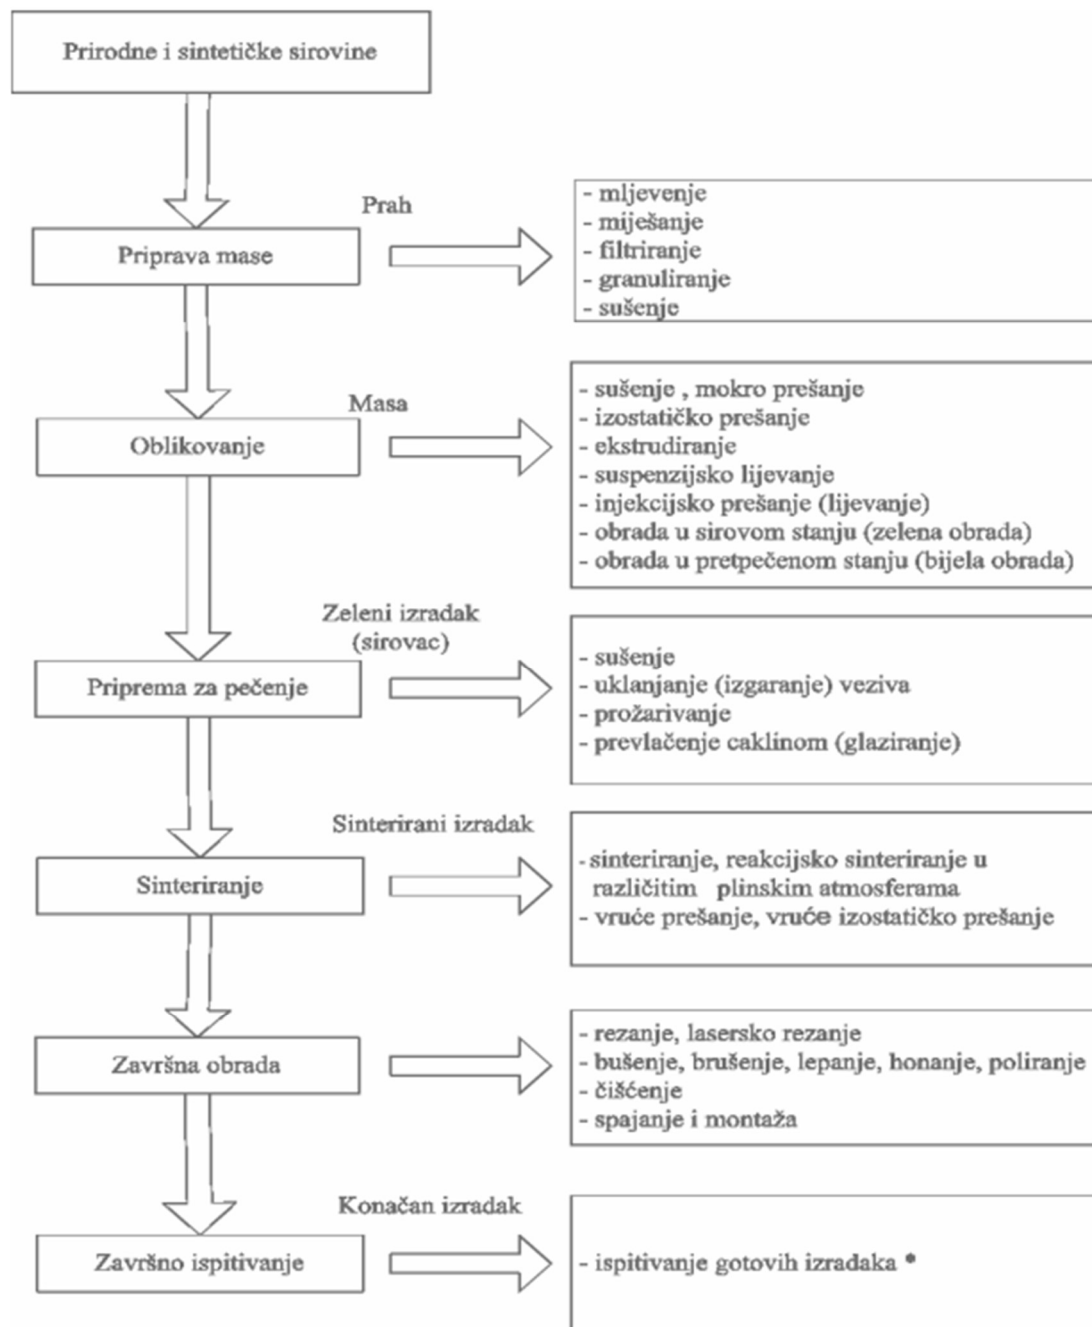 Prirodne i sintetičke sirovine
Prah
Priprava mase
- mljevenje
- miješanje
- filtriranje
- granuliranje
- sušenje
Masa
Oblikovanje
- sušenje , mokro prešanje
- izostatičko prešanje
- ekstrudiranje
- suspenzijsko lijevanje
- injekcijsko prešanje (lijevanje)
- obrada u sirovom stanju (zelena obrada)
- obrada u pretpečenom stanju (bijela obrada)
Zeleni izradak
(sirovac)
Priprema za pečenje
- sušenje
- uklanjanje (izgaranje) veziva
- prožarivanje
- prevlačenje caklinom (glaziranje)
Sinterirani izradak
Sinteriranje
- sinteriranje, reakcijsko sinteriranje u
različitim plinskim atmosferama
- vruće prešanje, vruće izostatičko prešanje
Završna obrada
- rezanje, lasersko rezanje
- bušenje, brušenje, lepanje, honanje, poliranje
- čišćenje
- spajanje i montaža
Konačan izradak
Završno ispitivanje
- ispitivanje gotovih izradaka *